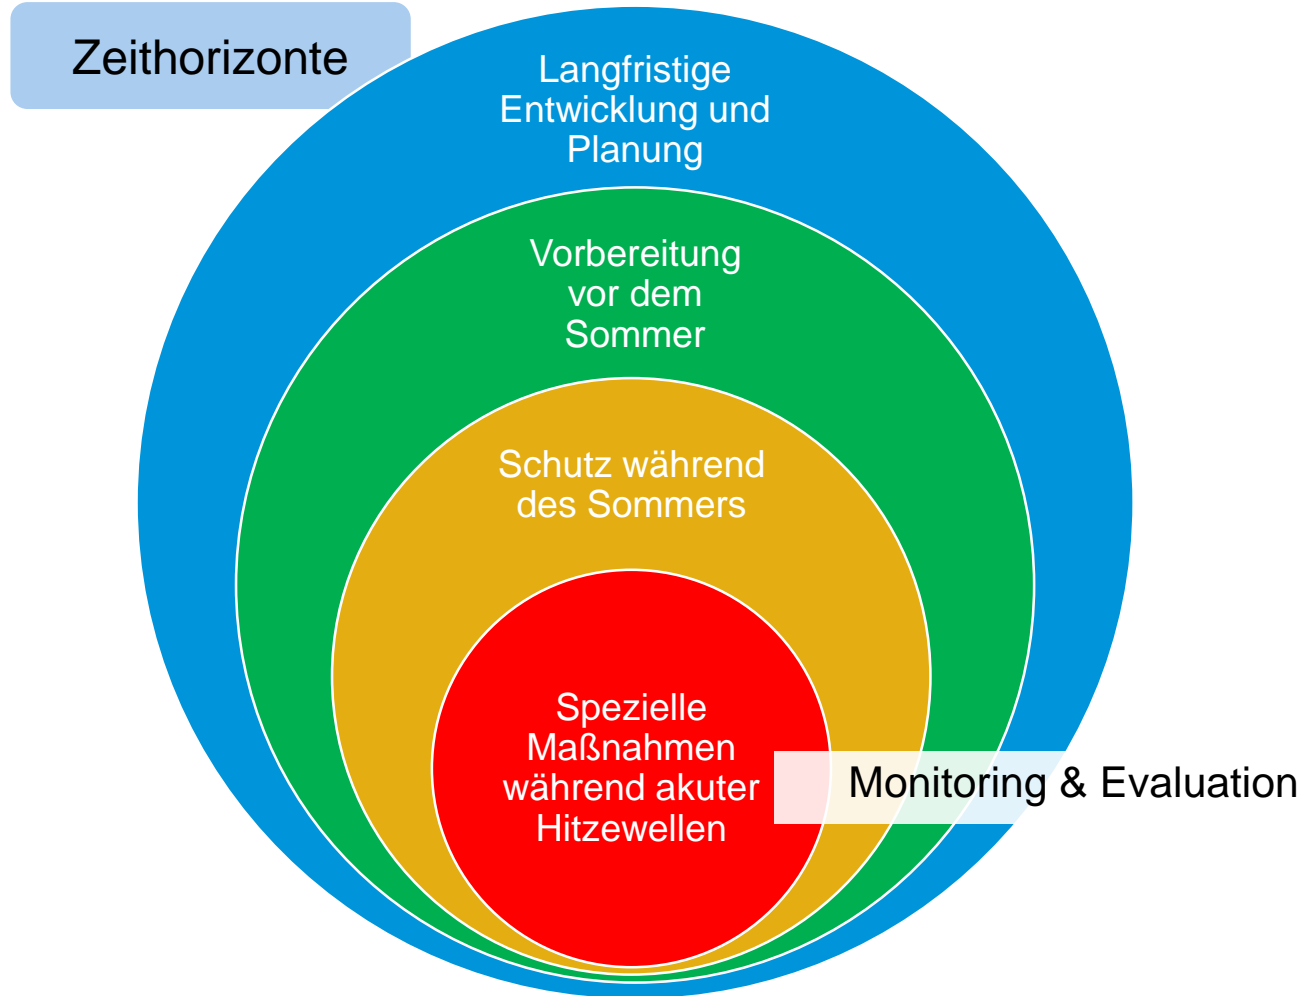 Zeithorizonte
Langfristige
Entwicklung und
Planung
Vorbereitung
vor dem
Sommer
Schutz während
des Sommers
Spezielle
Maßnahmen
während akuter
Hitzewellen
Monitoring & Evaluation